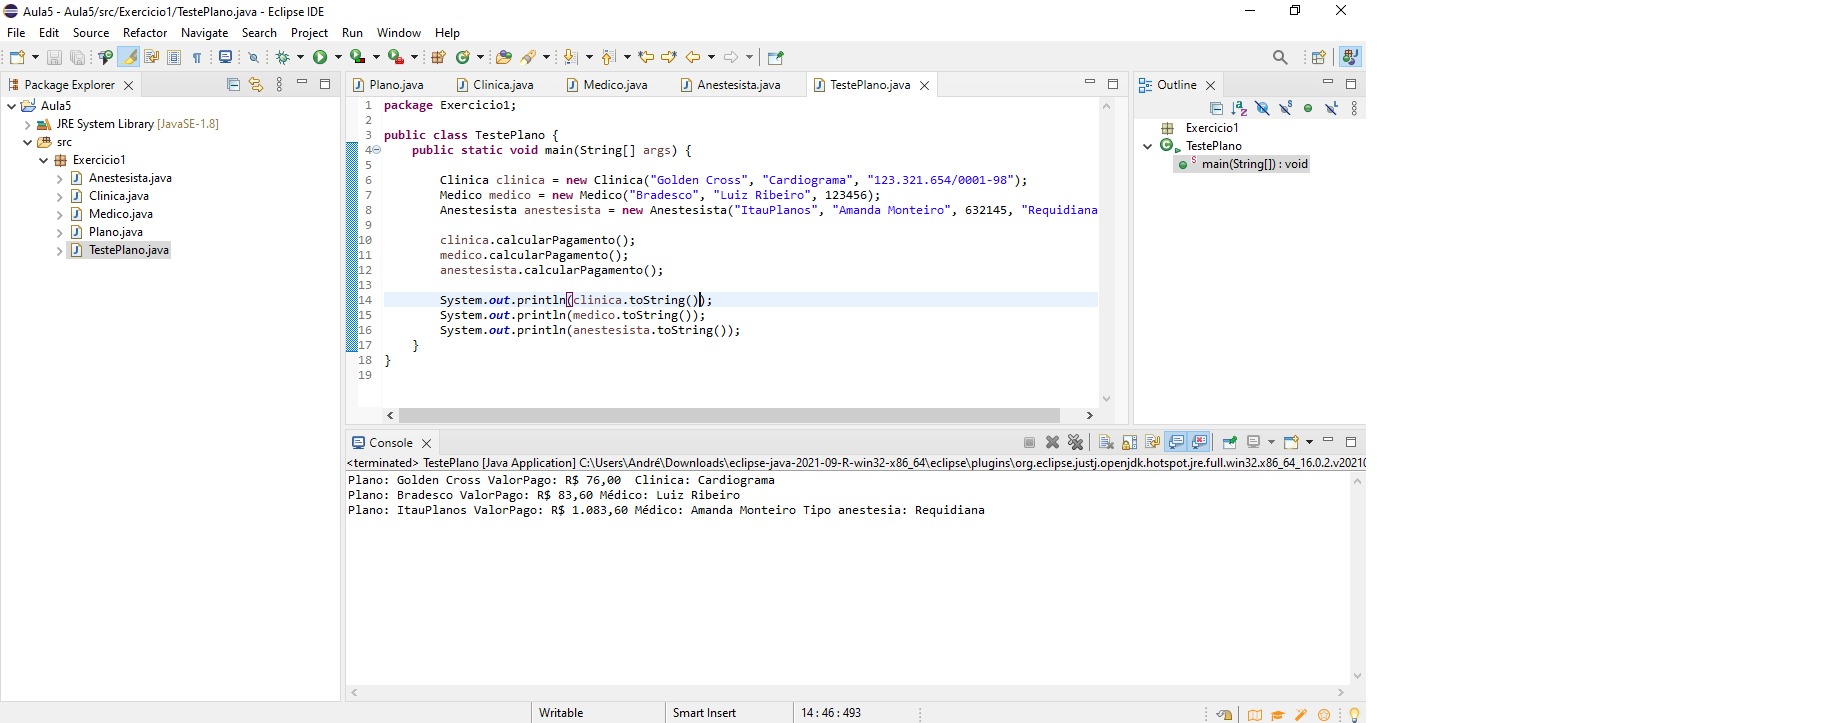 Aula5 - Aula5/src/Exercicio1/TestePlano.java - Eclipse IDE
File Edit Source Refactor Navigate Search Project Run Window Help
Package Explorer
Aula5
JRE System Library [JavaSE-1.8]
src
Exercicio1
Anestesista.java
Clinica.java
Medico.java
Plano.java
TestePlano.java
Plano.java Clinica.java Medico.java Anestesista.java TestePlano.java
1 package Exercicio1;
2
3 public class TestePlano {
4 public static void main(String[] args) {
5
6 Clinica clinica = new Clinica("Golden Cross", "Cardiograma", "123.321.654/0001-98");
7 Medico medico = new Medico("Bradesco", "Luiz Ribeiro", 123456);
8 Anestesista anestesista = new Anestesista("ItauPlanos", "Amanda Monteiro", 632145, "Requidiana
9
10 clinica.calcularPagamento();
11 medico.calcularPagamento();
12 anestesista.calcularPagamento();
13
14 System.out.println(clinica.toString());
15 System.out.println(medico.toString());
16 System.out.println(anestesista.toString());
17 }
18 }
19
Outline
Exercicio1
TestePlano
main(String[]) : void
Console
<terminated> TestePlano [Java Application] C:\Users\André\Downloads\eclipse-java-2021-09-R-win32-x86_64\eclipse\plugins\org.eclipse.justj.openjdk.hotspot.jre.full.win32.x86_64_16.0.2.v20210
Plano: Golden Cross ValorPago: R$ 76,00  Clinica: Cardiograma
Plano: Bradesco ValorPago: R$ 83,60 Médico: Luiz Ribeiro
Plano: ItauPlanos ValorPago: R$ 1.083,60 Médico: Amanda Monteiro Tipo anestesia: Requidiana
Writable Smart Insert 14 : 46 : 493